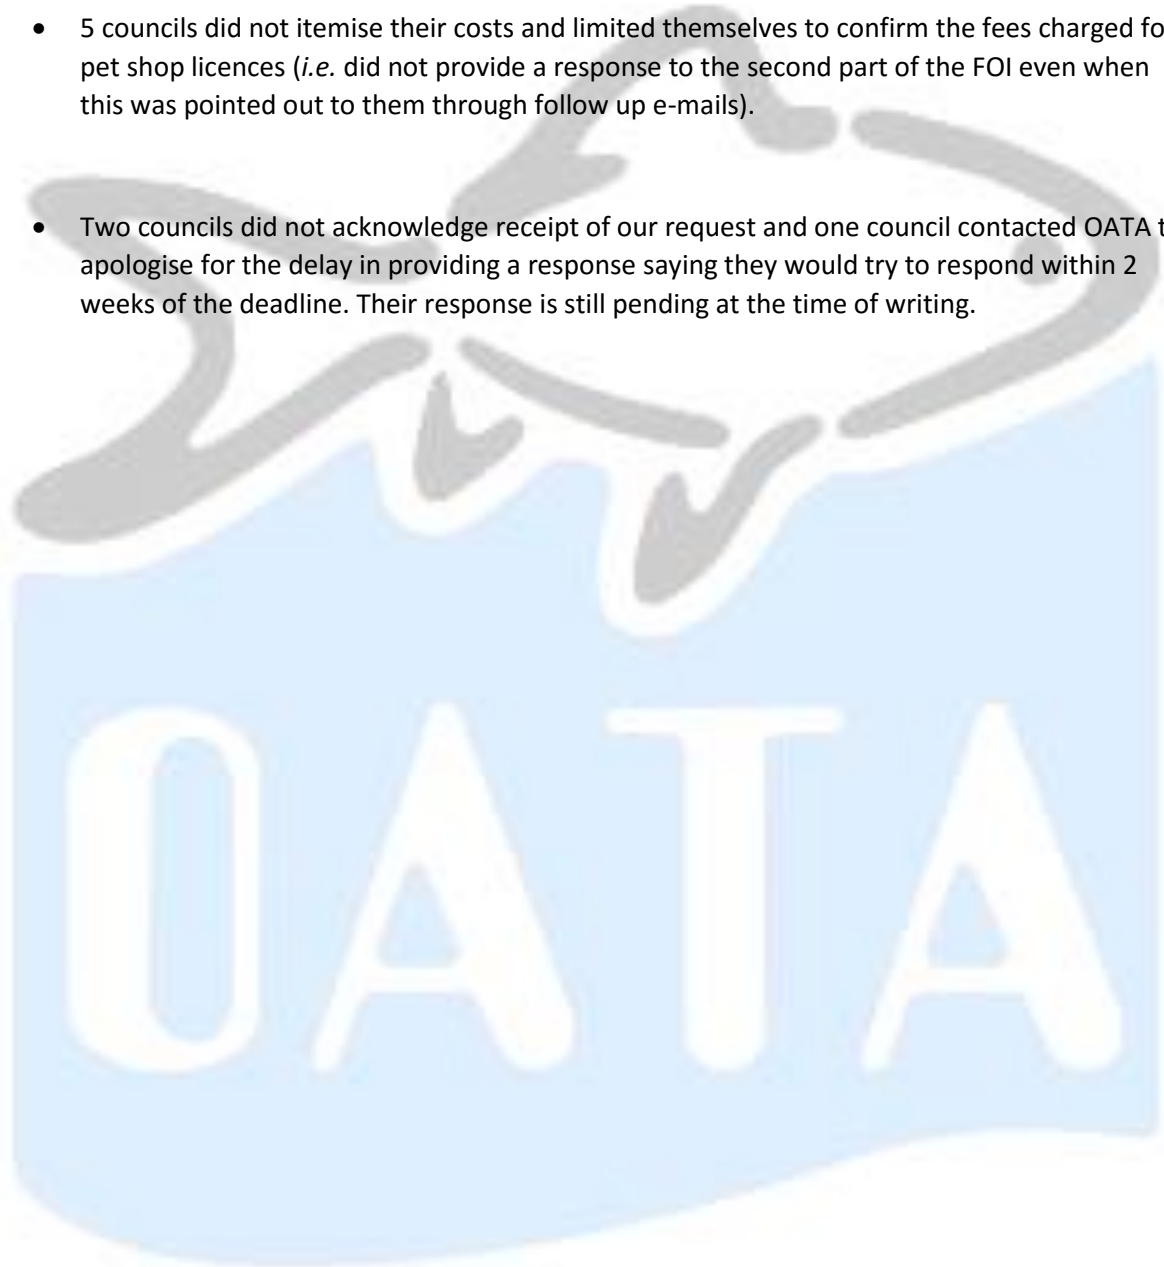 • 5 councils did not itemise their costs and limited themselves to confirm the fees charged fo
pet shop licences (i.e. did not provide a response to the second part of the FOI even when
this was pointed out to them through follow up e-mails).
• Two councils did not acknowledge receipt of our request and one council contacted OATA t
apologise for the delay in providing a response saying they would try to respond within 2
weeks of the deadline. Their response is still pending at the time of writing.
OATA